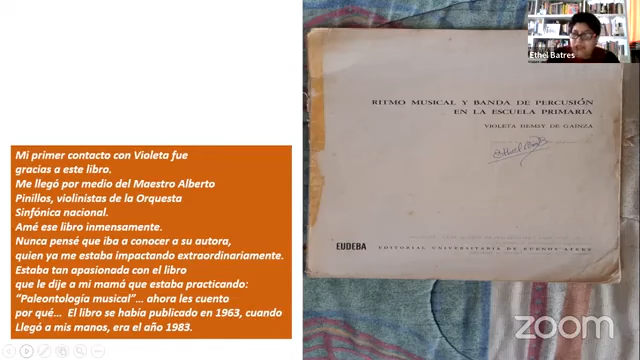 Mi primer contacto con Violeta fue
gracias a este libro.
Me llegó por medio del Maestro Alberto
Pinillos, violinistas de la Orquesta
Sinfónica nacional.
Amé ese libro inmensamente.
Nunca pensé que iba a conocer a su autora,
quien ya me estaba impactando extraordinariamente.
Estaba tan apasionada con el libro
que le dije a mi mamá que estaba practicando:
“Paleontología musical”... ahora les cuento
por qué... El libro se había publicado en 1963, cuando
Llegó a mis manos, era el año 1983.
RITMO MUSICAL Y BANDA DE PERCUSIÓN
EN LA ESCUELA PRIMARIA
VIOLETA HEMSY DE GAINZA
EUDEBA EDITORIAL UNIVERSITARIA DE BUENOS AIRES
Ethel Batres
zoom